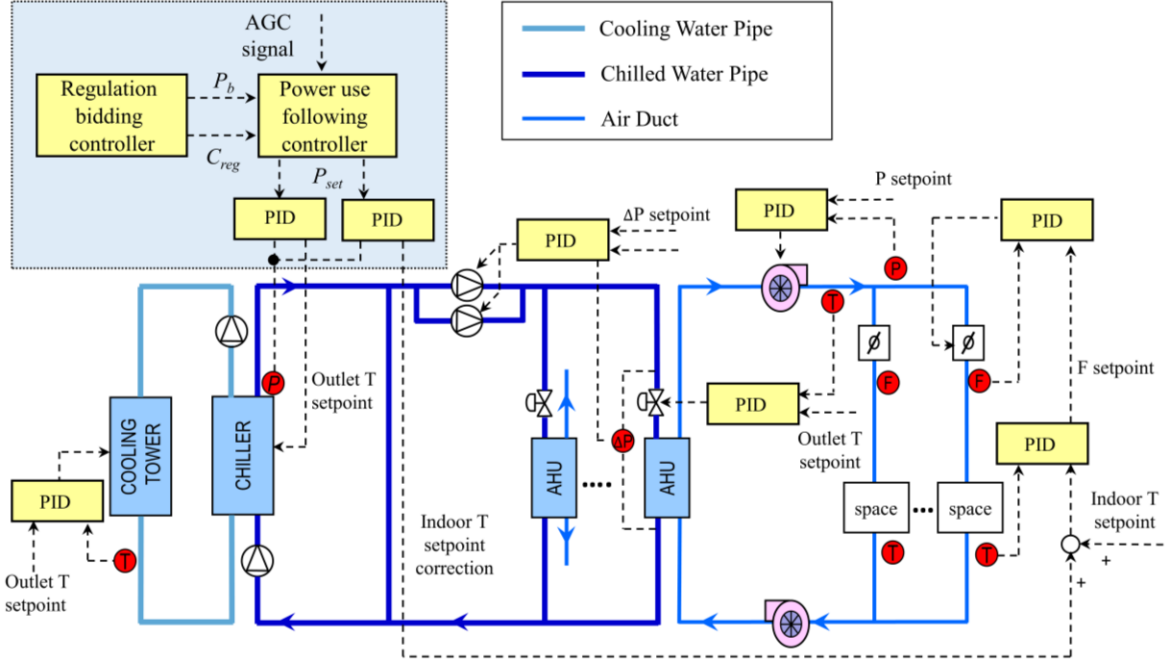 AGC
signal
Cooling Water Pipe
Chilled Water Pipe
Air Duct
Regulation
bidding
controller
P_b
C_reg
Power use
following
controller
P_set
PID
PID
PID
ΔP setpoint
PID
P setpoint
P
PID
T
P
Outlet T
setpoint
ø
ø
F
F
F setpoint
PID
Outlet T
setpoint
COOLING
TOWER
CHILLER
AHU
ΔP
AHU
PID
PID
T
Outlet T
setpoint
Indoor T
setpoint
correction
space
space
T
T
Indoor T
setpoint
+
+